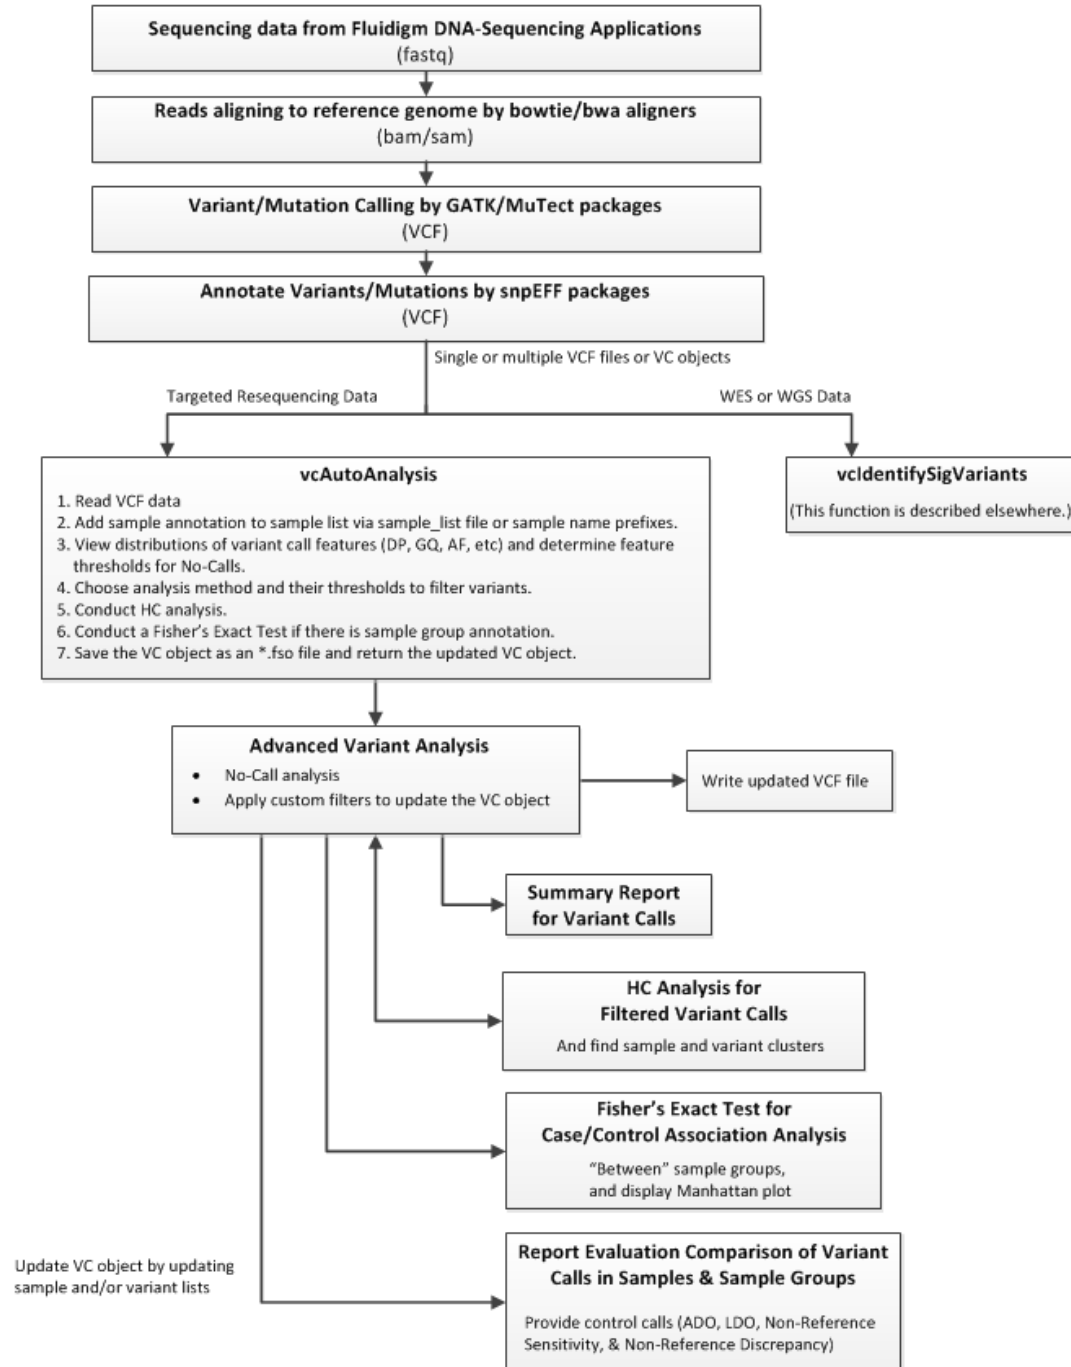 Sequencing data from Fluidigm DNA-Sequencing Applications
(fastq)
Reads aligning to reference genome by bowtie/bwa aligners
(bam/sam)
Variant/Mutation Calling by GATK/MuTect packages
(VCF)
Annotate Variants/Mutations by snpEFF packages
(VCF)
Single or multiple VCF files or VC objects
Targeted Resequencing Data
WES or WGS Data
vcAutoAnalysis
1. Read VCF data
2. Add sample annotation to sample list via sample_list file or sample name prefixes.
3. View distributions of variant call features (DP, GQ, AF, etc) and determine feature
thresholds for No-Calls.
4. Choose analysis method and their thresholds to filter variants.
5. Conduct HC analysis.
6. Conduct a Fisher's Exact Test if there is sample group annotation.
7. Save the VC object as an *.fso file and return the updated VC object.
vcIdentifySigVariants
(This function is described elsewhere.)
Advanced Variant Analysis
• No-Call analysis
• Apply custom filters to update the VC object
Write updated VCF file
Summary Report
for Variant Calls
HC Analysis for
Filtered Variant Calls
And find sample and variant clusters
Fisher's Exact Test for
Case/Control Association Analysis
"Between" sample groups,
and display Manhattan plot
Update VC object by updating
sample and/or variant lists
Report Evaluation Comparison of Variant
Calls in Samples & Sample Groups
Provide control calls (ADO, LDO, Non-Reference
Sensitivity, & Non-Reference Discrepancy)